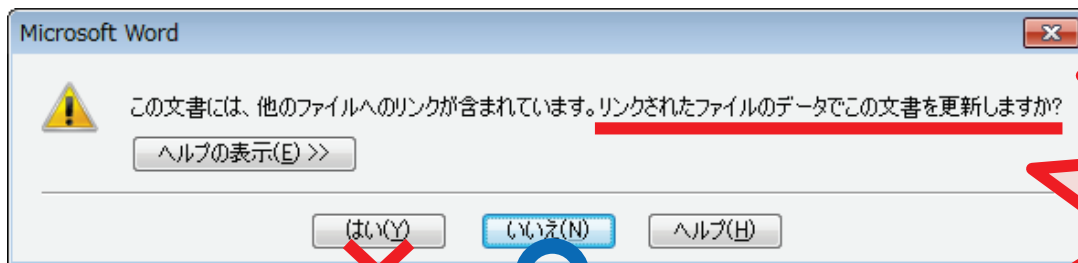 Microsoft Word
この文書には、他のファイルへのリンクが含まれています。リンクされたファイルのデータでこの文書を更新しますか?
ヘルプの表示(E) >>
はい(Y) いいえ(N) ヘルプ(H)